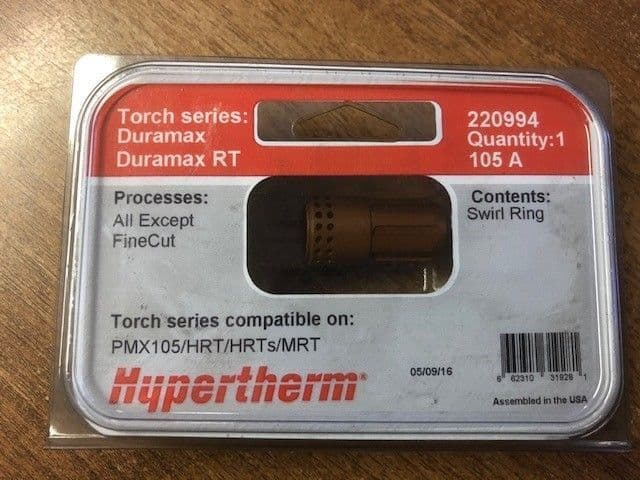 Torch series:
Duramax
Duramax RT
220994
Quantity:1
105 A
Processes:
All Except
FineCut
Contents:
Swirl Ring
Torch series compatible on:
PMX105/HRT/HRTs/MRT
Hypertherm®
05/09/16
6 62310 31926 1
Assembled in the USA